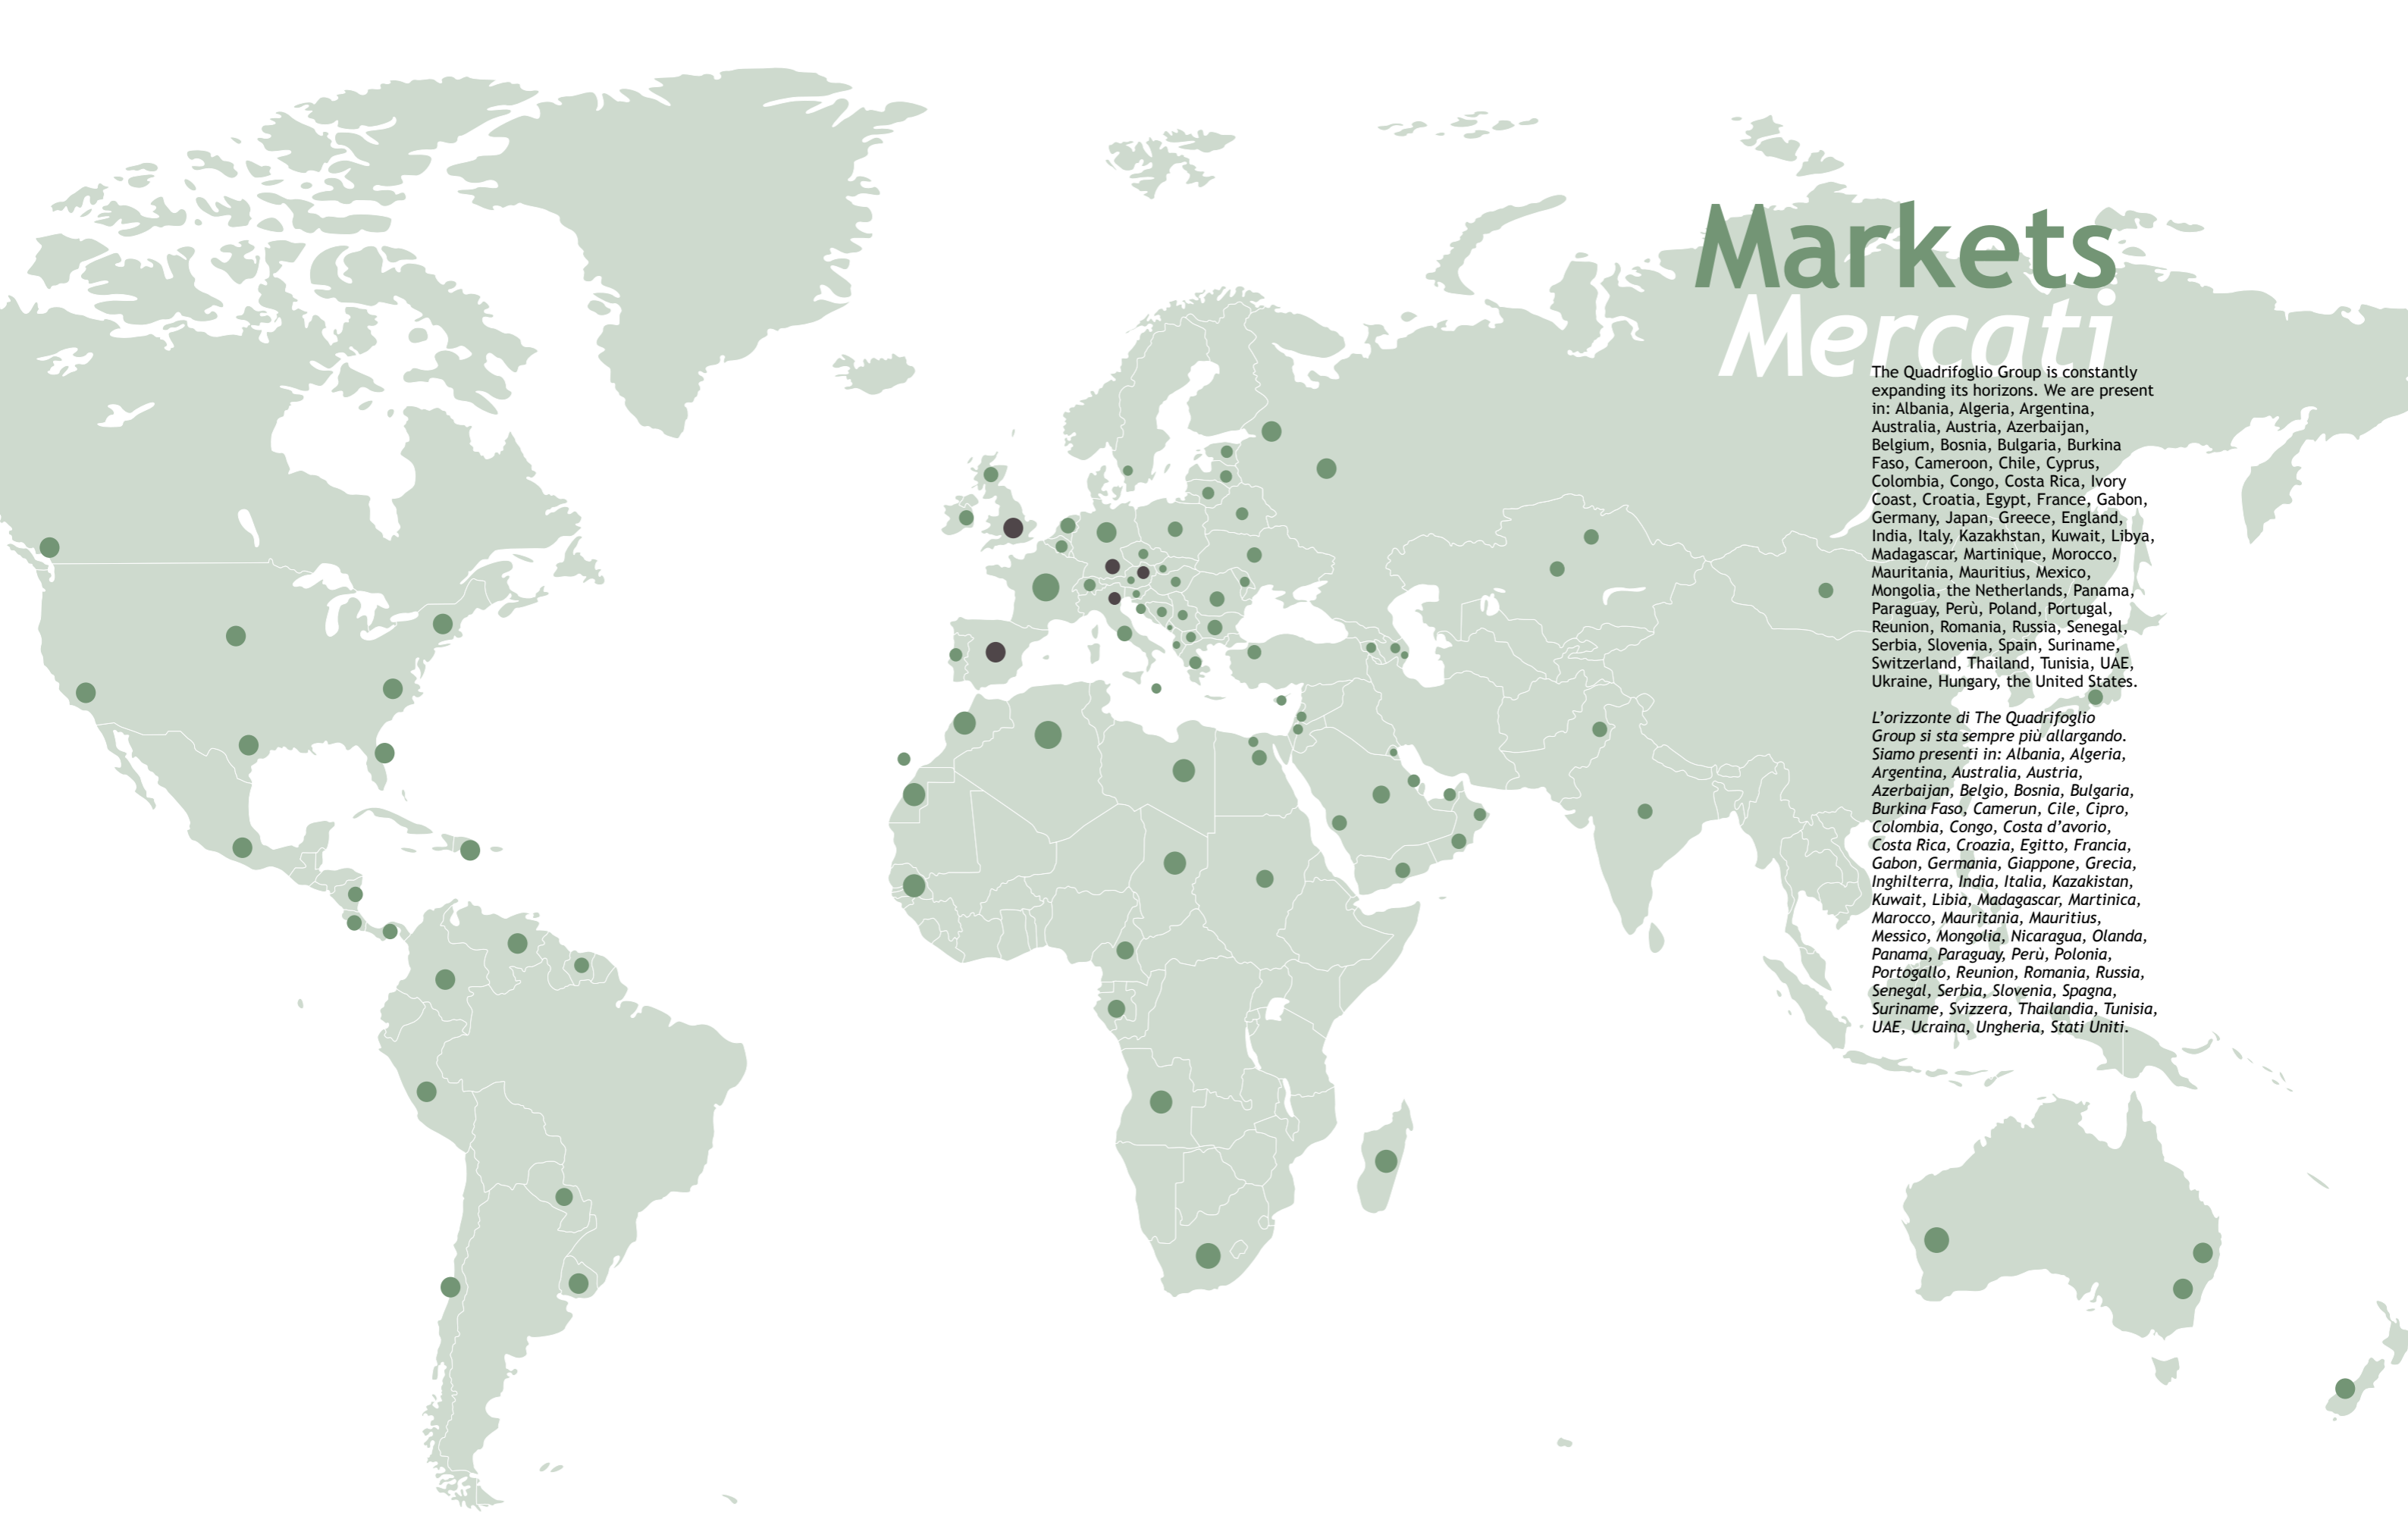 Markets
Mercati
The Quadrifoglio Group is constantly
expanding its horizons. We are present
in: Albania, Algeria, Argentina,
Australia, Austria, Azerbaijan,
Belgium, Bosnia, Bulgaria, Burkina
Faso, Cameroon, Chile, Cyprus,
Colombia, Congo, Costa Rica, Ivory
Coast, Croatia, Egypt, France, Gabon,
Germany, Japan, Greece, England,
India, Italy, Kazakhstan, Kuwait, Libya,
Madagascar, Martinique, Morocco,
Mauritania, Mauritius, Mexico,
Mongolia, the Netherlands, Panama,
Paraguay, Perù, Poland, Portugal,
Reunion, Romania, Russia, Senegal,
Serbia, Slovenia, Spain, Suriname,
Switzerland, Thailand, Tunisia, UAE,
Ukraine, Hungary, the United States.
L’orizzonte di The Quadrifoglio
Group si sta sempre più allargando.
Siamo presenti in: Albania, Algeria,
Argentina, Australia, Austria,
Azerbaijan, Belgio, Bosnia, Bulgaria,
Burkina Faso, Camerun, Cile, Cipro,
Colombia, Congo, Costa d’avorio,
Costa Rica, Croazia, Egitto, Francia,
Gabon, Germania, Giappone, Grecia,
Inghilterra, India, Italia, Kazakistan,
Kuwait, Libia, Madagascar, Martinica,
Marocco, Mauritania, Mauritius,
Messico, Mongolia, Nicaragua, Olanda,
Panama, Paraguay, Perù, Polonia,
Portogallo, Reunion, Romania, Russia,
Senegal, Serbia, Slovenia, Spagna,
Suriname, Svizzera, Thailandia, Tunisia,
UAE, Ucraina, Ungheria, Stati Uniti.